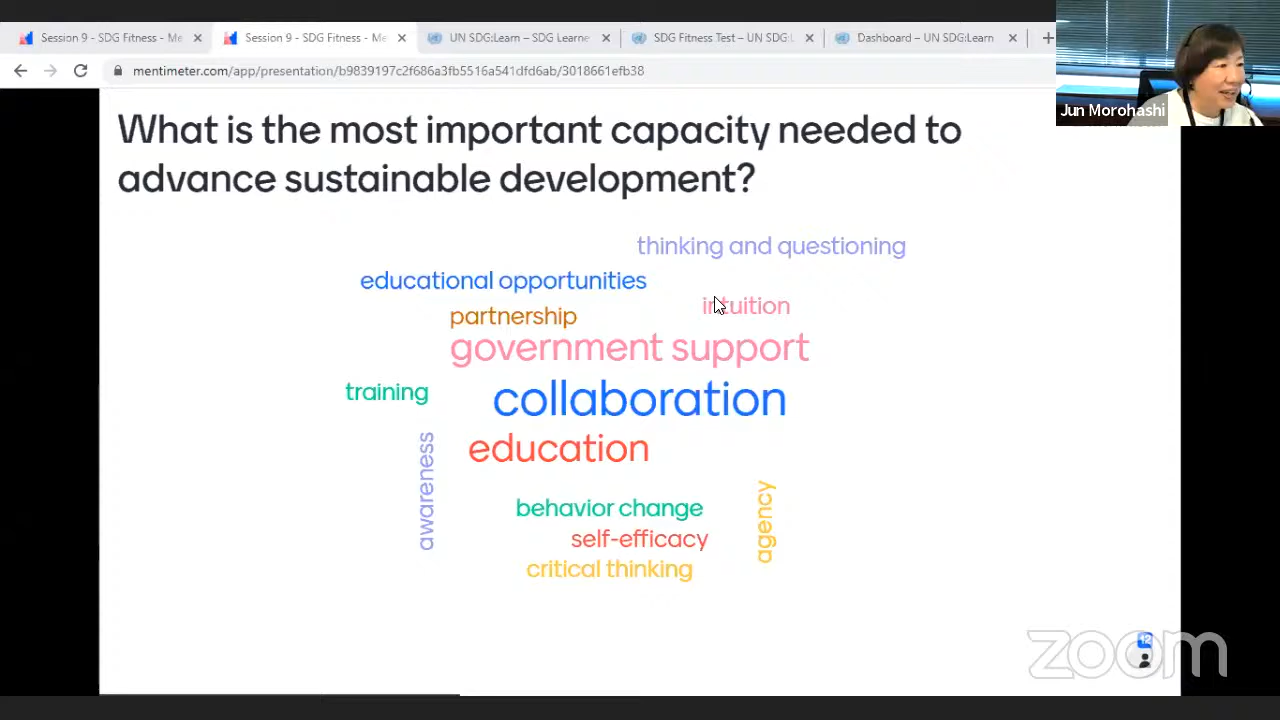 Session 9 - SDG Fitness - Me
Session 9 - SDG Fitness - Me
UN SDG:Learn – SDG Learne
SDG Fitness Test – UN SDG:L
Dashboard – UN SDG:Learn
mentimeter.com/app/presentation/b9839197c2f686a3fb5516a541dfd6ab/3018661efb38
Jun Morohashi
What is the most important capacity needed to
advance sustainable development?
thinking and questioning
educational opportunities
intuition
partnership
government support
training
collaboration
education
awareness
behavior change
agency
self-efficacy
critical thinking
12
zoom